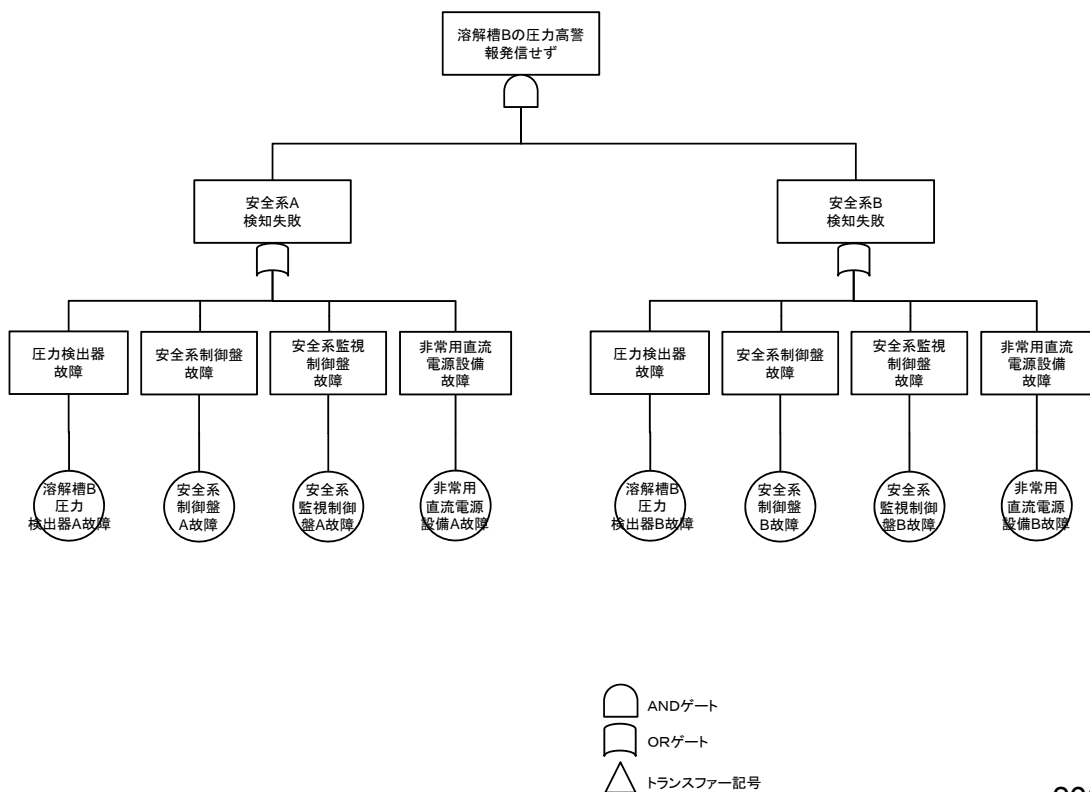 溶解槽Bの圧力高警
報発信せず
安全系A
検知失敗
安全系B
検知失敗
圧力検出器
故障
安全系制御盤
故障
安全系監視
制御盤
故障
非常用直流
電源設備
故障
圧力検出器
故障
安全系制御盤
故障
安全系監視
制御盤
故障
非常用直流
電源設備
故障
溶解槽B
圧力
検出器A故障
安全系
制御盤
A故障
安全系
監視制御
盤A故障
非常用
直流電源
設備A故障
溶解槽B
圧力
検出器B故障
安全系
制御盤
B故障
安全系
監視制御
盤B故障
非常用
直流電源
設備B故障
ANDゲート
ORゲート
トランスファー記号